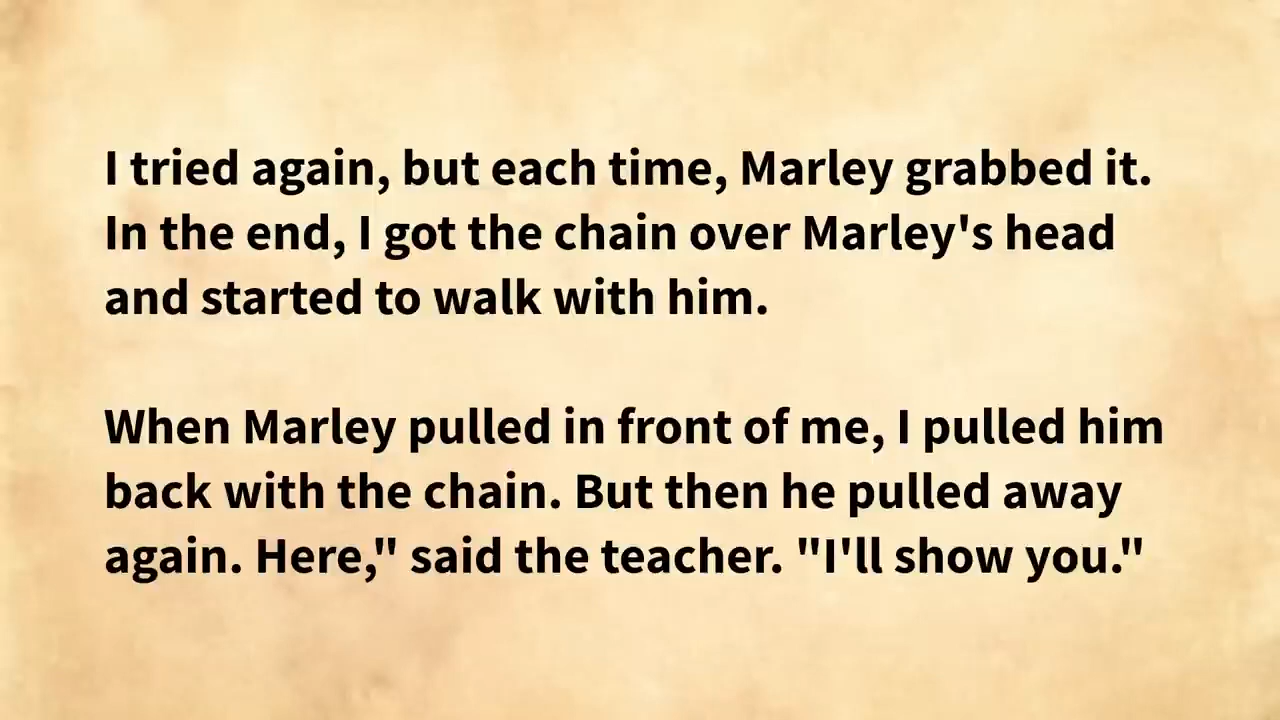 I tried again, but each time, Marley grabbed it.
In the end, I got the chain over Marley's head
and started to walk with him.
When Marley pulled in front of me, I pulled him
back with the chain. But then he pulled away
again. Here," said the teacher. "I'll show you."